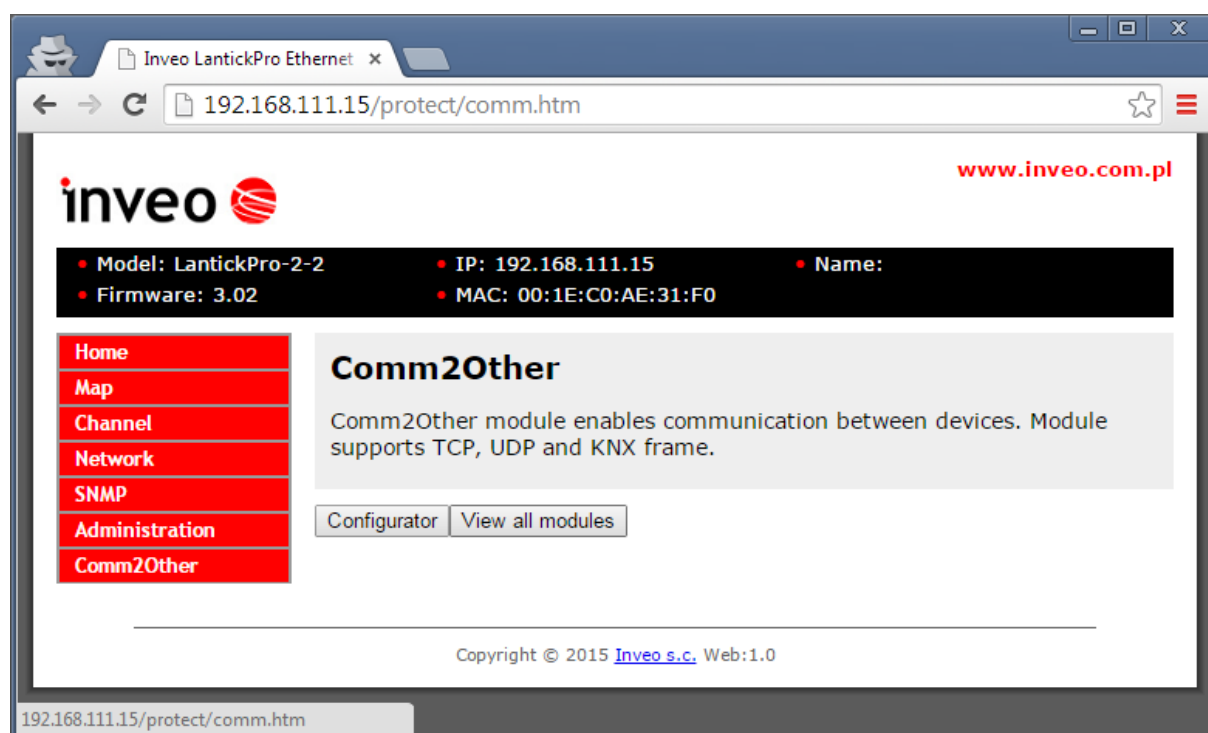 Inveo LantickPro Ethernet
192.168.111.15/protect/comm.htm
www.inveo.com.pl
inveo
Model: LantickPro-2-2 IP: 192.168.111.15 Name:
Firmware: 3.02 MAC: 00:1E:C0:AE:31:F0
Home
Map
Channel
Network
SNMP
Administration
Comm2Other
Comm2Other
Comm2Other module enables communication between devices. Module
supports TCP, UDP and KNX frame.
Configurator View all modules
Copyright © 2015 Inveo s.c. Web:1.0
192.168.111.15/protect/comm.htm